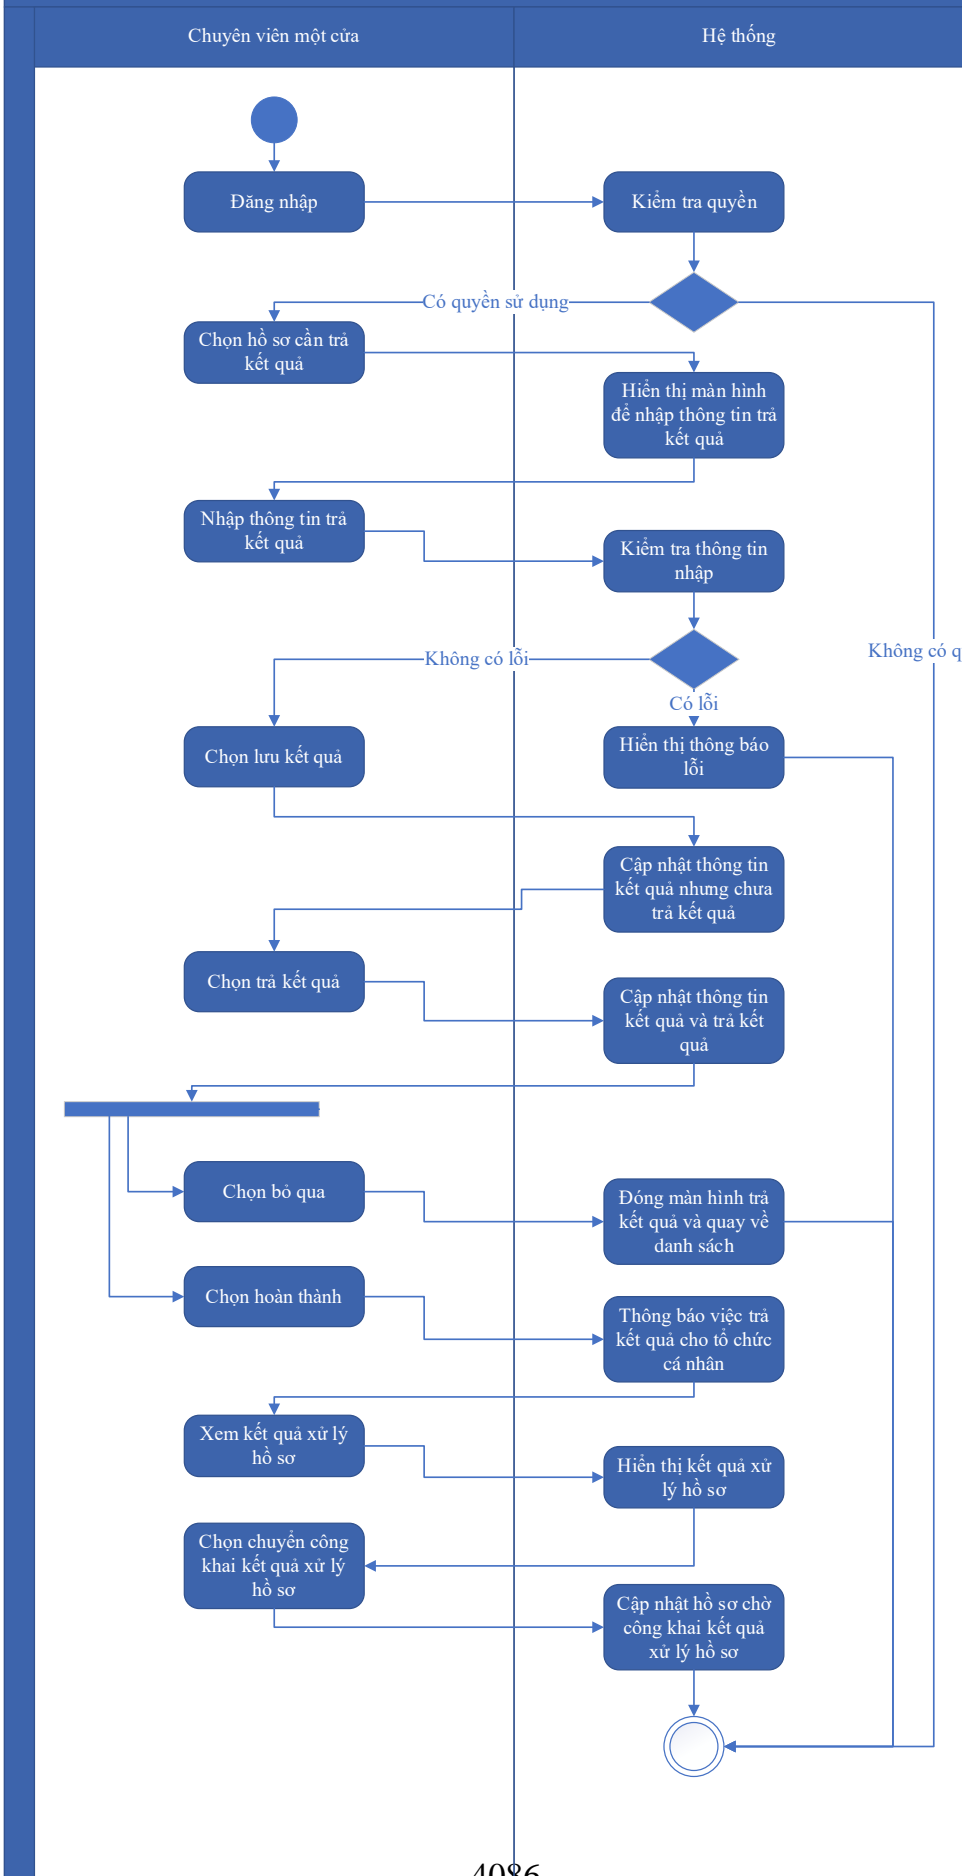 Chuyên viên một cửa
Hệ thống
Đăng nhập
Kiểm tra quyền
Có quyền sử dụng
Chọn hồ sơ cần trả
kết quả
Hiển thị màn hình
để nhập thông tin trả
kết quả
Nhập thông tin trả
kết quả
Kiểm tra thông tin
nhập
Không có q
Không có lỗi
Có lỗi
Chọn lưu kết quả
Hiển thị thông báo
lỗi
Cập nhật thông tin
kết quả nhưng chưa
trả kết quả
Chọn trả kết quả
Cập nhật thông tin
kết quả và trả kết
quả
Chọn bỏ qua
Đóng màn hình trả
kết quả và quay về
danh sách
Chọn hoàn thành
Thông báo việc trả
kết quả cho tổ chức
cá nhân
Xem kết quả xử lý
hồ sơ
Hiển thị kết quả xử
lý hồ sơ
Chọn chuyển công
khai kết quả xử lý
hồ sơ
Cập nhật hồ sơ chờ
công khai kết quả
xử lý hồ sơ
4086